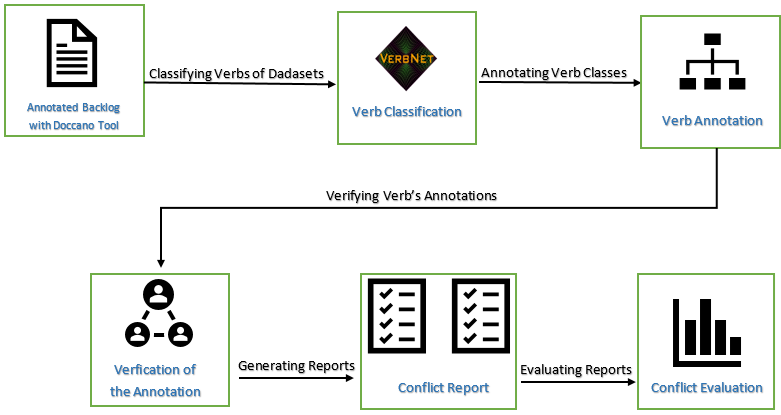 VERBNET
Classifying Verbs of Dadasets
Annotating Verb Classes
Annotated Backlog
with Doccano Tool
Verb Classification
Verb Annotation
Verifying Verb's Annotations
Verfication of
the Annotation
Generating Reports
Conflict Report
Evaluating Reports
Conflict Evaluation